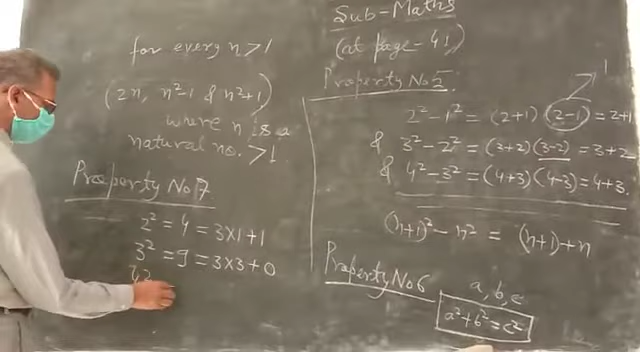 Sub-Maths
(at page-41)
Property No 5.
1
2²-1² = (2+1) (2-1) = 2+1
& 3²-2² = (3+2)(3-2) = 3+2
& 4²-3² = (4+3)(4-3) = 4+3.
(n+1)²- n² = (n+1)+n
Property No 6
a, b, c
a²+b²=c²
for every n>1
(2n, n²-1 & n²+1)
where n is a
natural no. >1
Property No 7
2² = 4 = 3x1+1
3² = 9 = 3x3+0